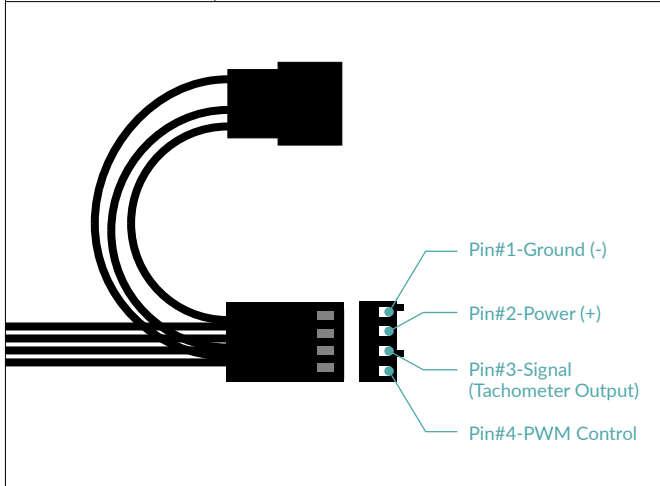 Pin#1-Ground (-)
Pin#2-Power (+)
Pin#3-Signal
(Tachometer Output)
Pin#4-PWM Control